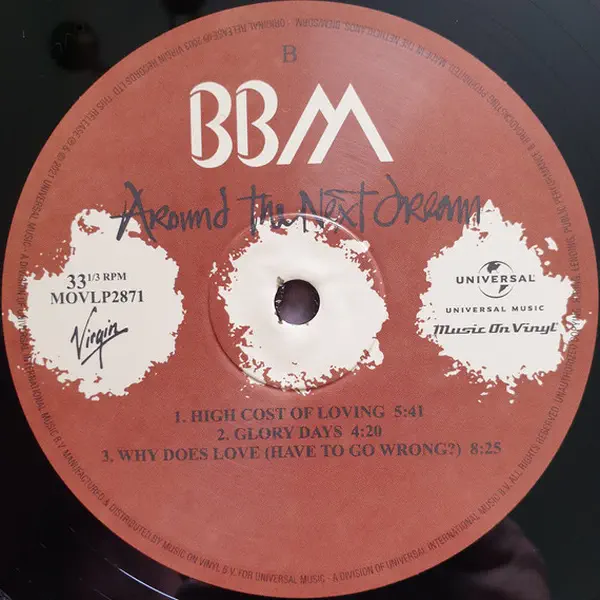 B
BBM
Around the Next Dream
33 1/3 RPM
MOVLP2871
Virgin
UNIVERSAL
UNIVERSAL MUSIC
Music On Vinyl
1. HIGH COST OF LOVING 5:41
2. GLORY DAYS 4:20
3. WHY DOES LOVE (HAVE TO GO WRONG?) 8:25
MANUFACTURED & DISTRIBUTED BY MUSIC ON VINYL B.V. FOR UNIVERSAL MUSIC - A DIVISION OF UNIVERSAL INTERNATIONAL MUSIC B.V. ALL RIGHTS RESERVED